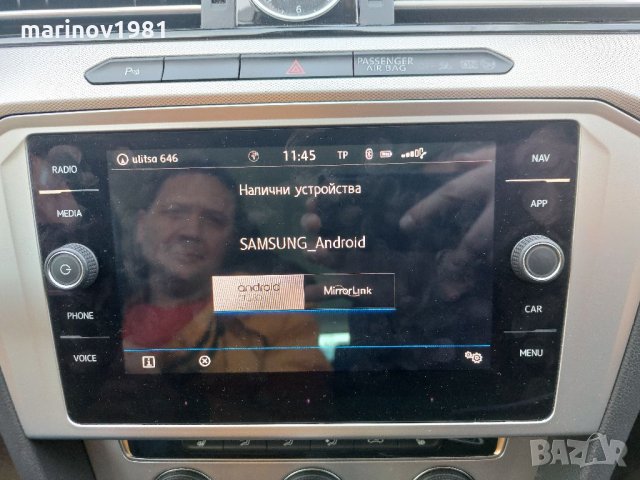 marinov1981
6
PASSENGER
AIR BAG
ulitsa 646
11:45
TP
RADIO
MEDIA
PHONE
VOICE
Налични устройства
SAMSUNG_Android
android
MirrorLink
NAV
APP
CAR
MENU
BAZAR